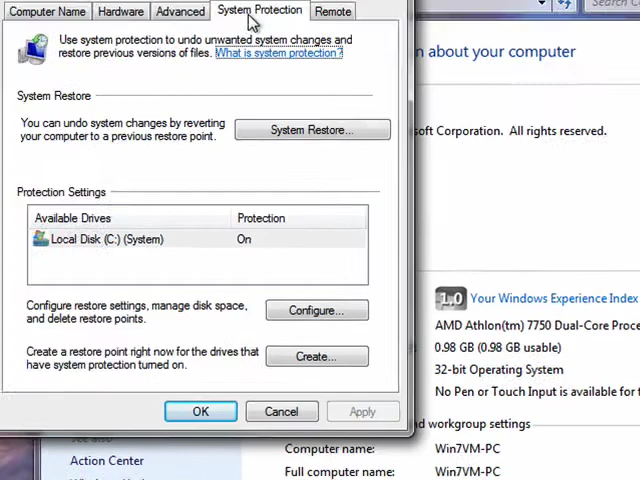 Computer Name Hardware Advanced System Protection Remote
Search Co
Use system protection to undo unwanted system changes and
restore previous versions of files. What is system protection?
n about your computer
System Restore
You can undo system changes by reverting
your computer to a previous restore point.
System Restore...
soft Corporation. All rights reserved.
Protection Settings
Available Drives Protection
Local Disk (C:) (System) On
Configure restore settings, manage disk space,
and delete restore points.
Configure...
Create a restore point right now for the drives that
have system protection turned on.
Create...
OK Cancel Apply
1.0 Your Windows Experience Index
AMD Athlon(tm) 7750 Dual-Core Proce
0.98 GB (0.98 GB usable)
32-bit Operating System
No Pen or Touch Input is available fo
nd workgroup settings
Computer name: Win7VM-PC
Full computer name: Win7VM-PC
See also
Action Center